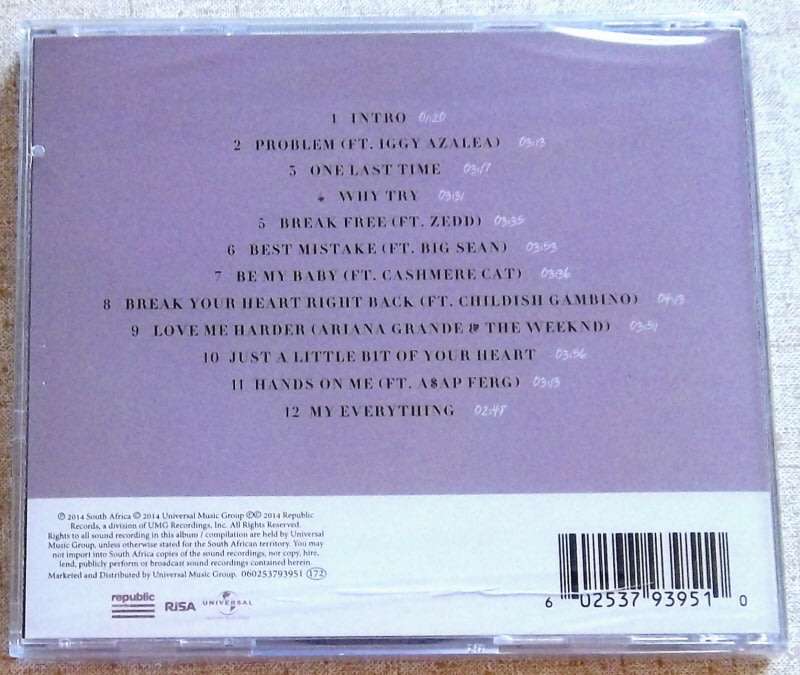 1 INTRO 01:20
2 PROBLEM (FT. IGGY AZALEA) 03:13
3 ONE LAST TIME 03:17
4 WHY TRY 03:31
5 BREAK FREE (FT. ZEDD) 03:35
6 BEST MISTAKE (FT. BIG SEAN) 03:53
7 BE MY BABY (FT. CASHMERE CAT) 03:36
8 BREAK YOUR HEART RIGHT BACK (FT. CHILDISH GAMBINO) 04:13
9 LOVE ME HARDER (ARIANA GRANDE & THE WEEKND) 03:51
10 JUST A LITTLE BIT OF YOUR HEART 03:56
11 HANDS ON ME (FT. A$AP FERG) 03:13
12 MY EVERYTHING 02:48
℗ 2014 South Africa © 2014 Universal Music Group ℗© 2014 Republic
Records, a division of UMG Recordings, Inc. All Rights Reserved.
Rights to all sound recording in this album / compilation are held by Universal
Music Group, unless otherwise stated for the South African territory. You may
not import into South Africa copies of the sound recordings, nor copy, hire,
lend, publicly perform or broadcast sound recordings contained herein.
Marketed and Distributed by Universal Music Group. 060253793951 172
republic
RiSA
UNIVERSAL
6 02537 93951 0